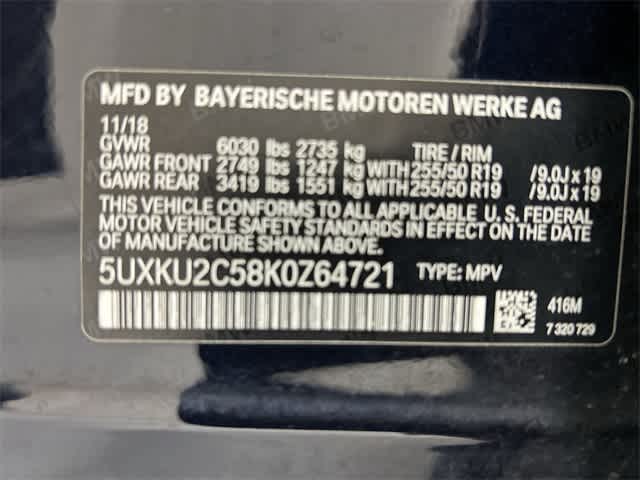 MFD BY BAYERISCHE MOTOREN WERKE AG
11/18
GVWR 6030 lbs 2735 kg TIRE / RIM
GAWR FRONT 2749 lbs 1247 kg WITH 255/50 R19 /9.0J x 19
GAWR REAR 3419 lbs 1551 kg WITH 255/50 R19 /9.0J x 19
THIS VEHICLE CONFORMS TO ALL APPLICABLE U. S. FEDERAL
MOTOR VEHICLE SAFETY STANDARDS IN EFFECT ON THE DATE
OF MANUFACTURE SHOWN ABOVE.
5UXKU2C58K0Z64721 TYPE: MPV
416M
7 320 729